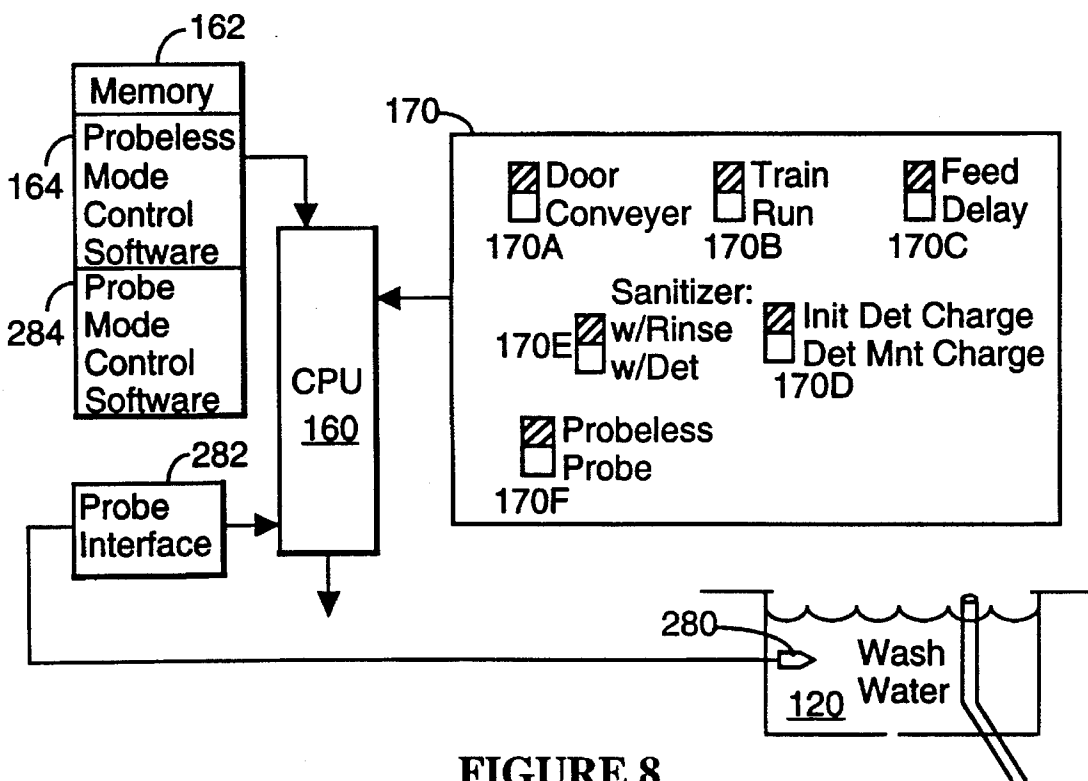 162
Memory
Probeless
Mode
Control
Software
164
Probe
Mode
Control
Software
284
CPU
160
282
Probe
Interface
170
Door
Conveyer
170A
Train
Run
170B
Feed
Delay
170C
Sanitizer:
w/Rinse
w/Det
170E
Init Det Charge
Det Mnt Charge
170D
Probeless
Probe
170F
280
Wash
Water
120
FIGURE 8